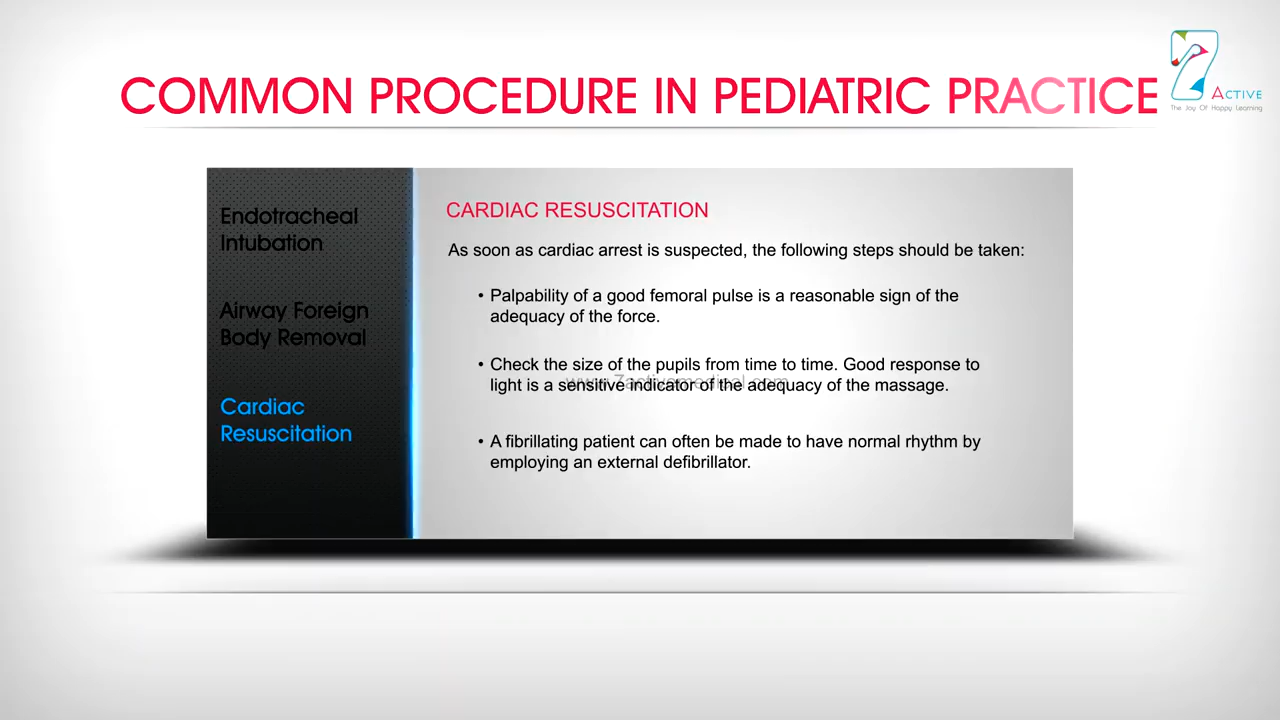 COMMON PROCEDURE IN PEDIATRIC PRACTICE
7
ACTIVE
The Joy Of Happy Learning
Endotracheal
Intubation
Airway Foreign
Body Removal
Cardiac
Resuscitation
CARDIAC RESUSCITATION
As soon as cardiac arrest is suspected, the following steps should be taken:
• Palpability of a good femoral pulse is a reasonable sign of the
adequacy of the force.
• Check the size of the pupils from time to time. Good response to
light is a sensitive indicator of the adequacy of the massage.
www.7activemedical.com
• A fibrillating patient can often be made to have normal rhythm by
employing an external defibrillator.